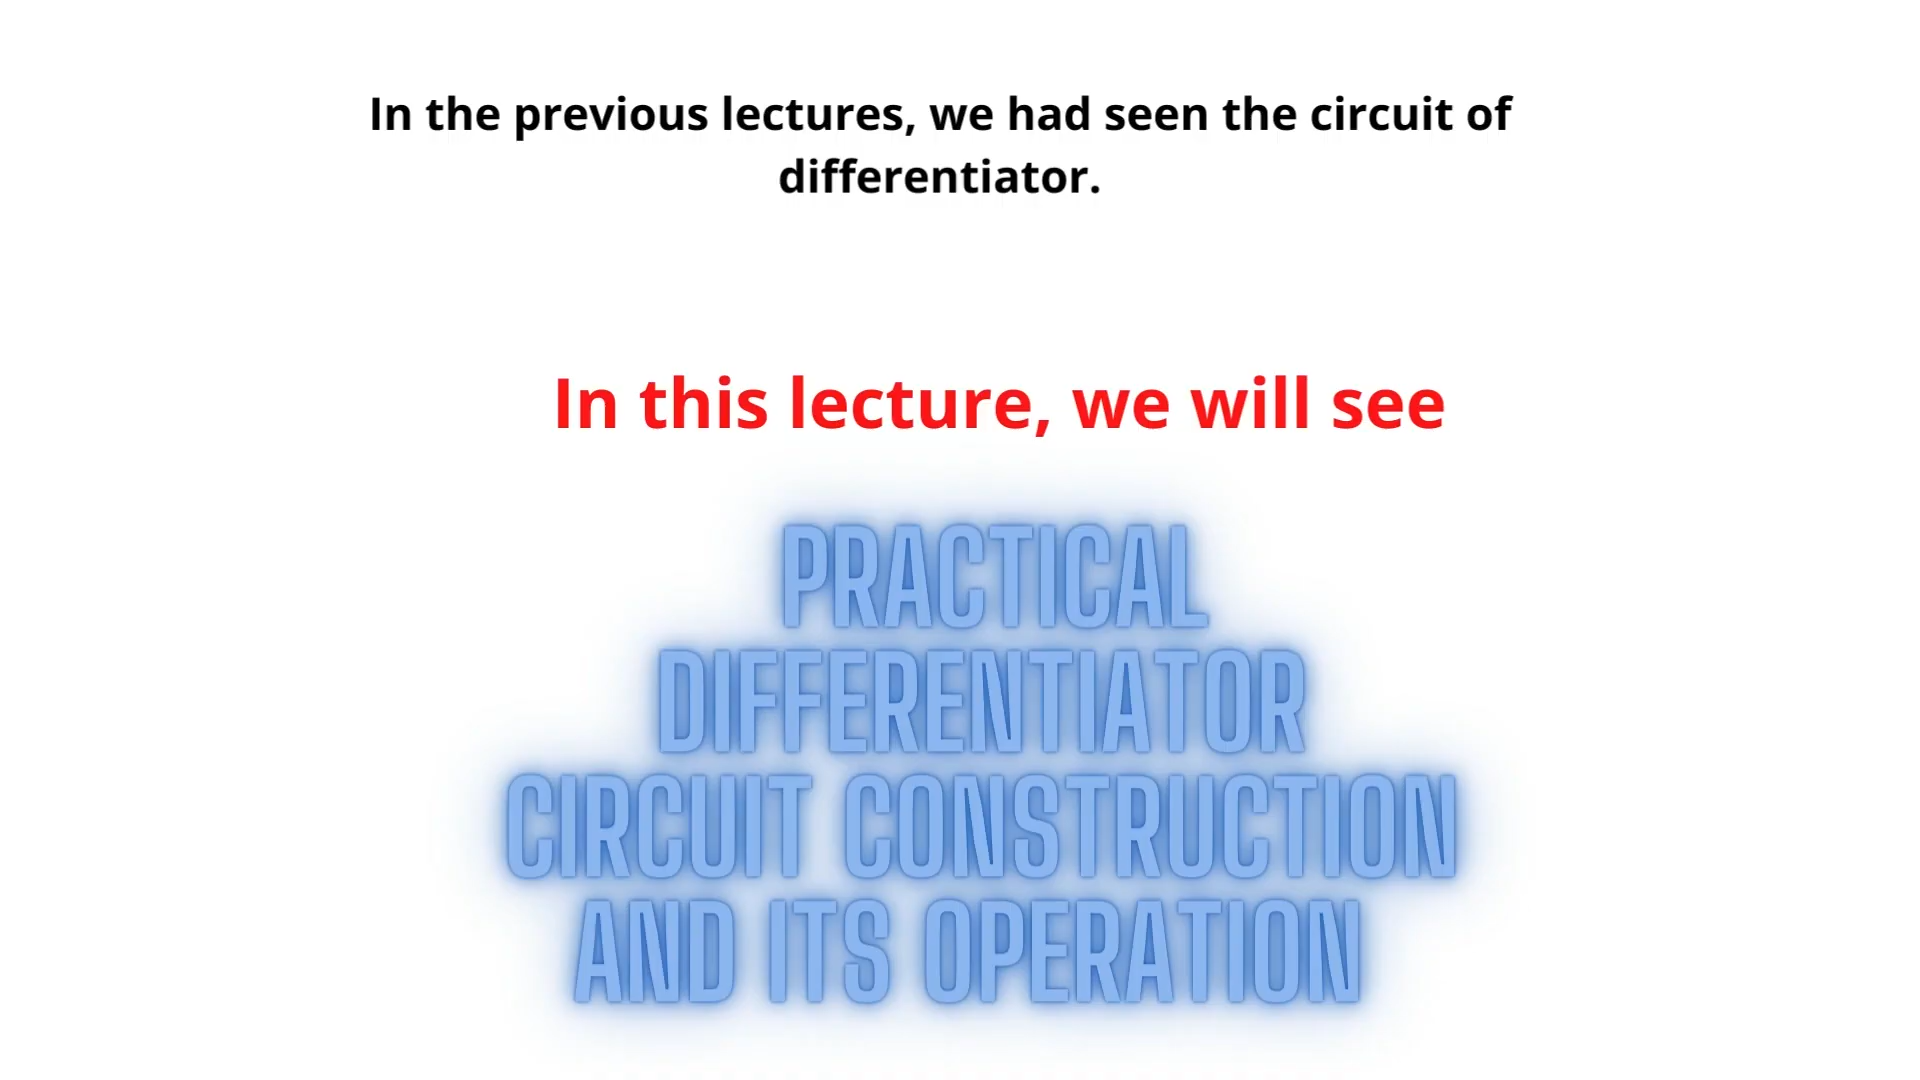 In the previous lectures, we had seen the circuit of
differentiator.
In this lecture, we will see
PRACTICAL
DIFFERENTIATOR
CIRCUIT CONSTRUCTION
AND ITS OPERATION